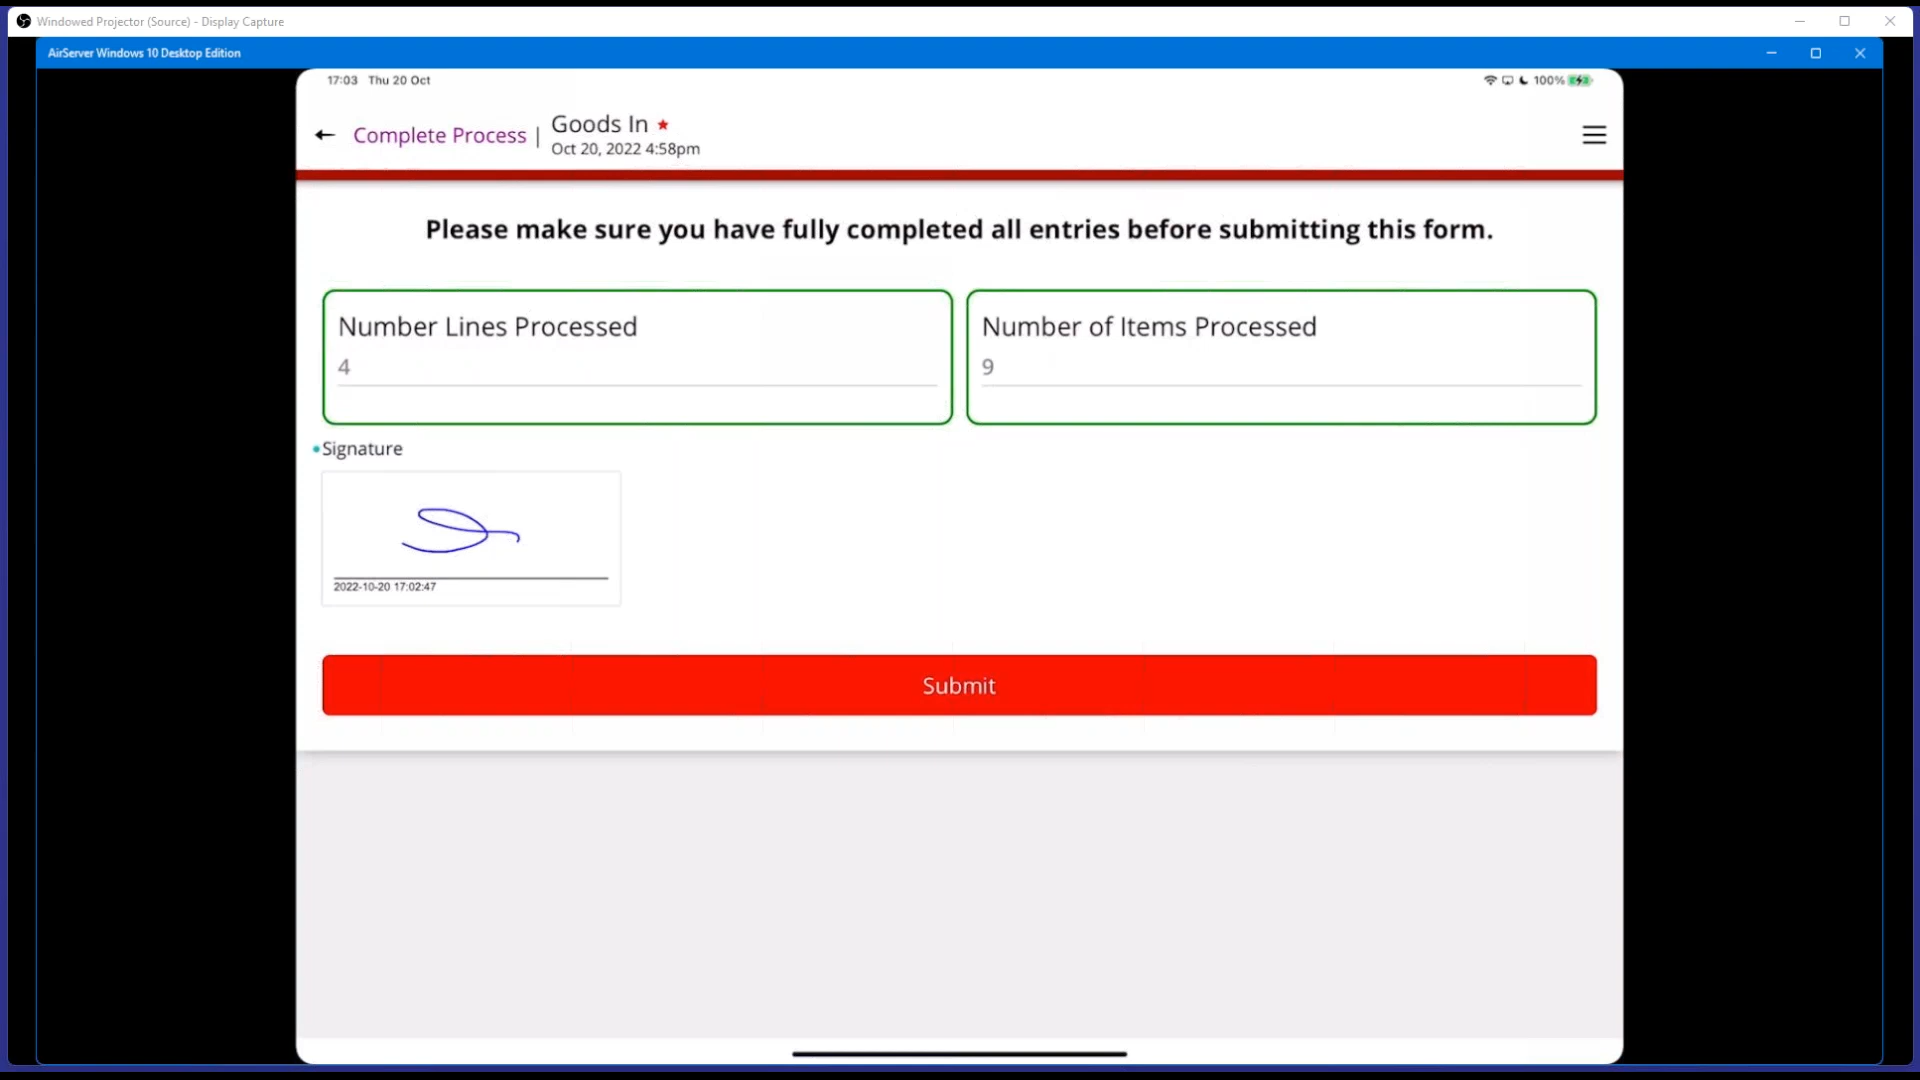 Windowed Projector (Source) - Display Capture
AirServer Windows 10 Desktop Edition
17:03 Thu 20 Oct
100%
Complete Process |
Goods In
Oct 20, 2022 4:58pm
Please make sure you have fully completed all entries before submitting this form.
Number Lines Processed
4
Number of Items Processed
9
Signature
2022-10-20 17:02:47
Submit